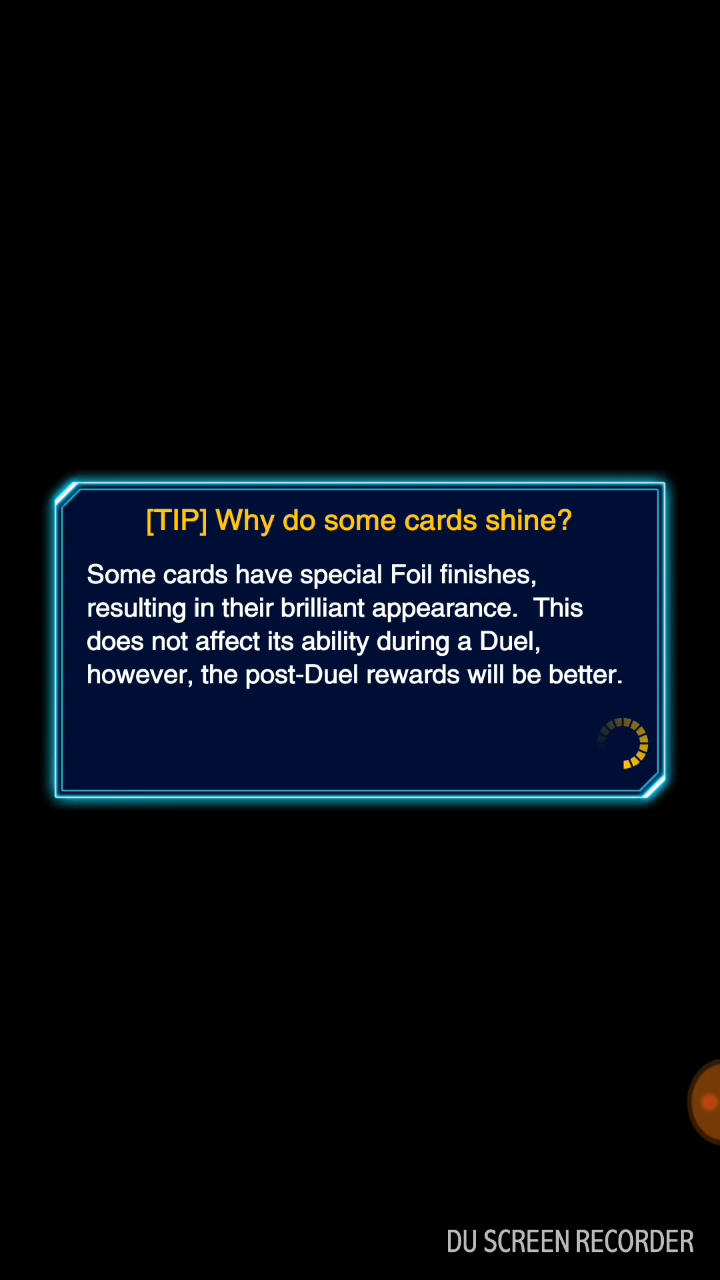 [TIP] Why do some cards shine?
Some cards have special Foil finishes,
resulting in their brilliant appearance.  This
does not affect its ability during a Duel,
however, the post-Duel rewards will be better.
DU SCREEN RECORDER